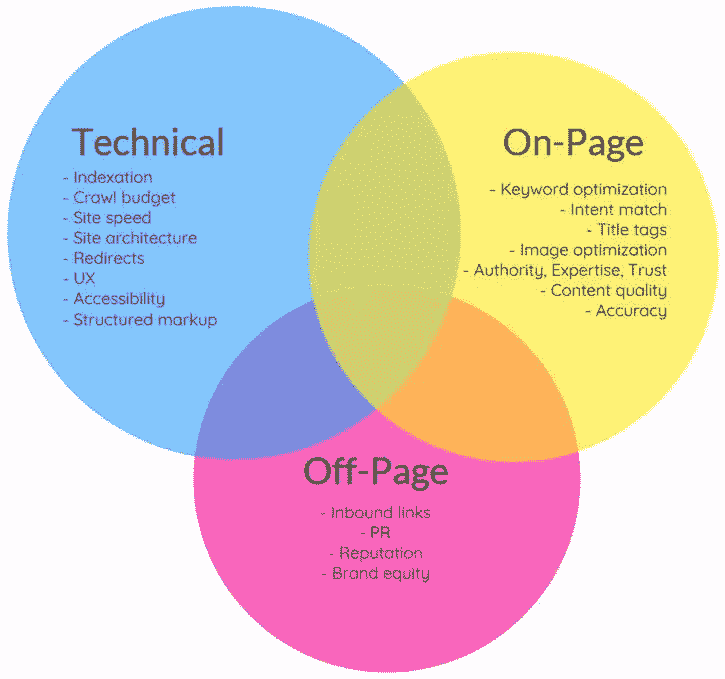 Technical
- Indexation
- Crawl budget
- Site speed
- Site architecture
- Redirects
- UX
- Accessibility
- Structured markup
On-Page
- Keyword optimization
- Intent match
- Title tags
- Image optimization
- Authority, Expertise, Trust
- Content quality
- Accuracy
Off-Page
- Inbound links
- PR
- Reputation
- Brand equity